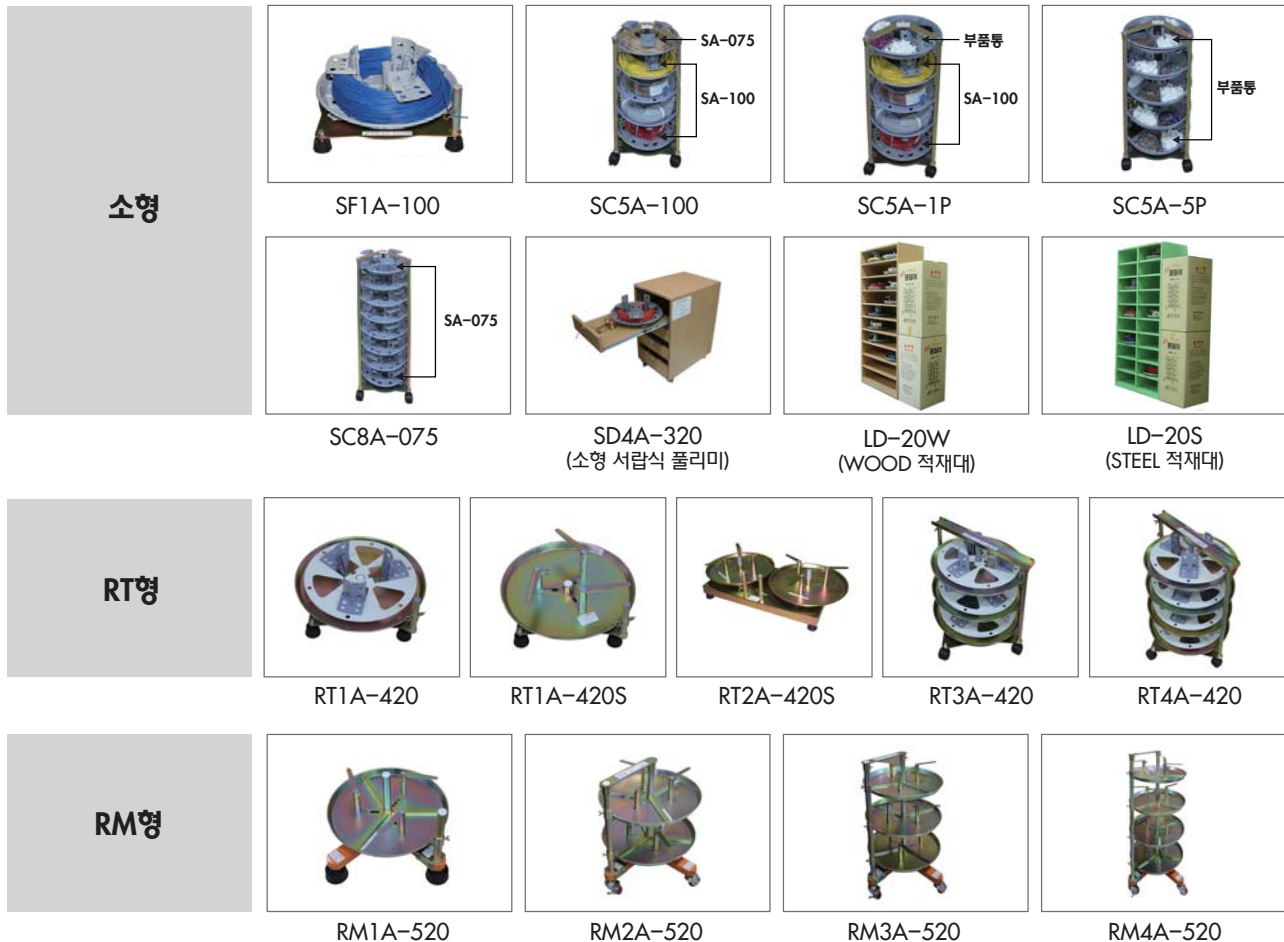 소형
SA-075
SA-100
부품통
SA-100
부품통
SF1A-100
SC5A-100
SC5A-1P
SC5A-5P
SA-075
SC8A-075
SD4A-320
(소형 서랍식 풀리미)
LD-20W
(WOOD 적재대)
LD-20S
(STEEL 적재대)
RT형
RT1A-420
RT1A-420S
RT2A-420S
RT3A-420
RT4A-420
RM형
RM1A-520
RM2A-520
RM3A-520
RM4A-520